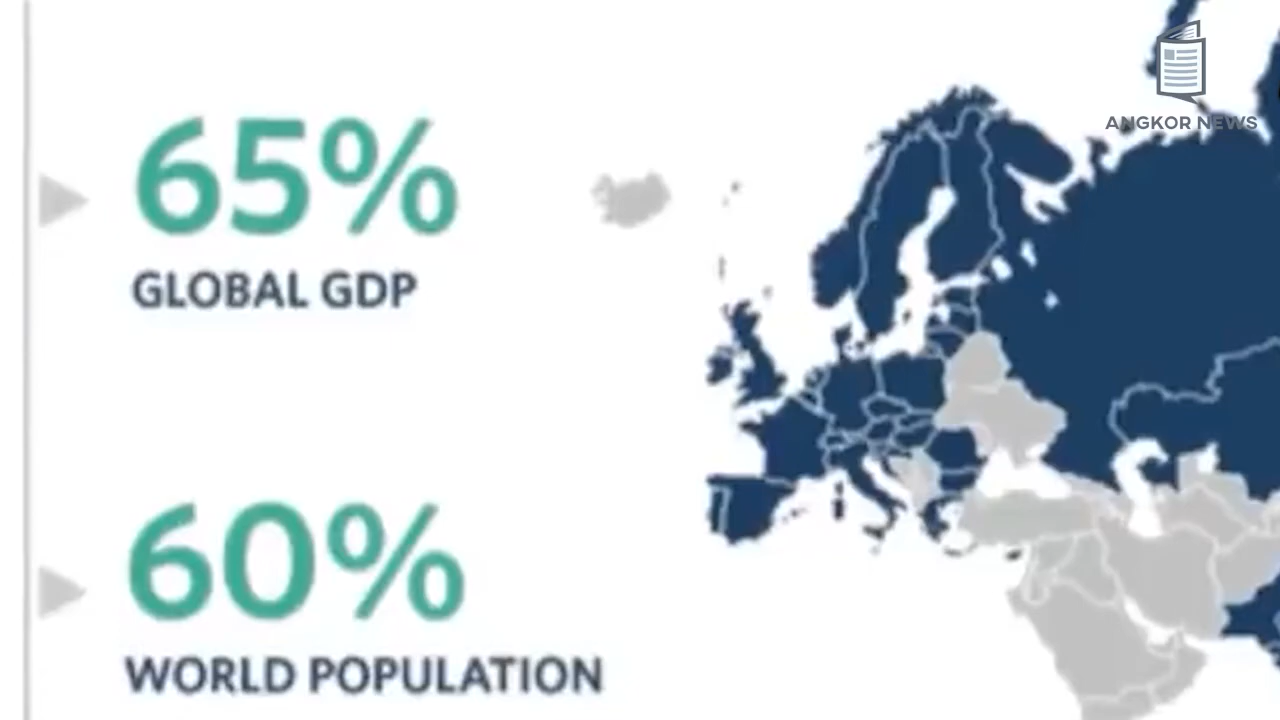 ANGKOR NEWS
65%
GLOBAL GDP
60%
WORLD POPULATION